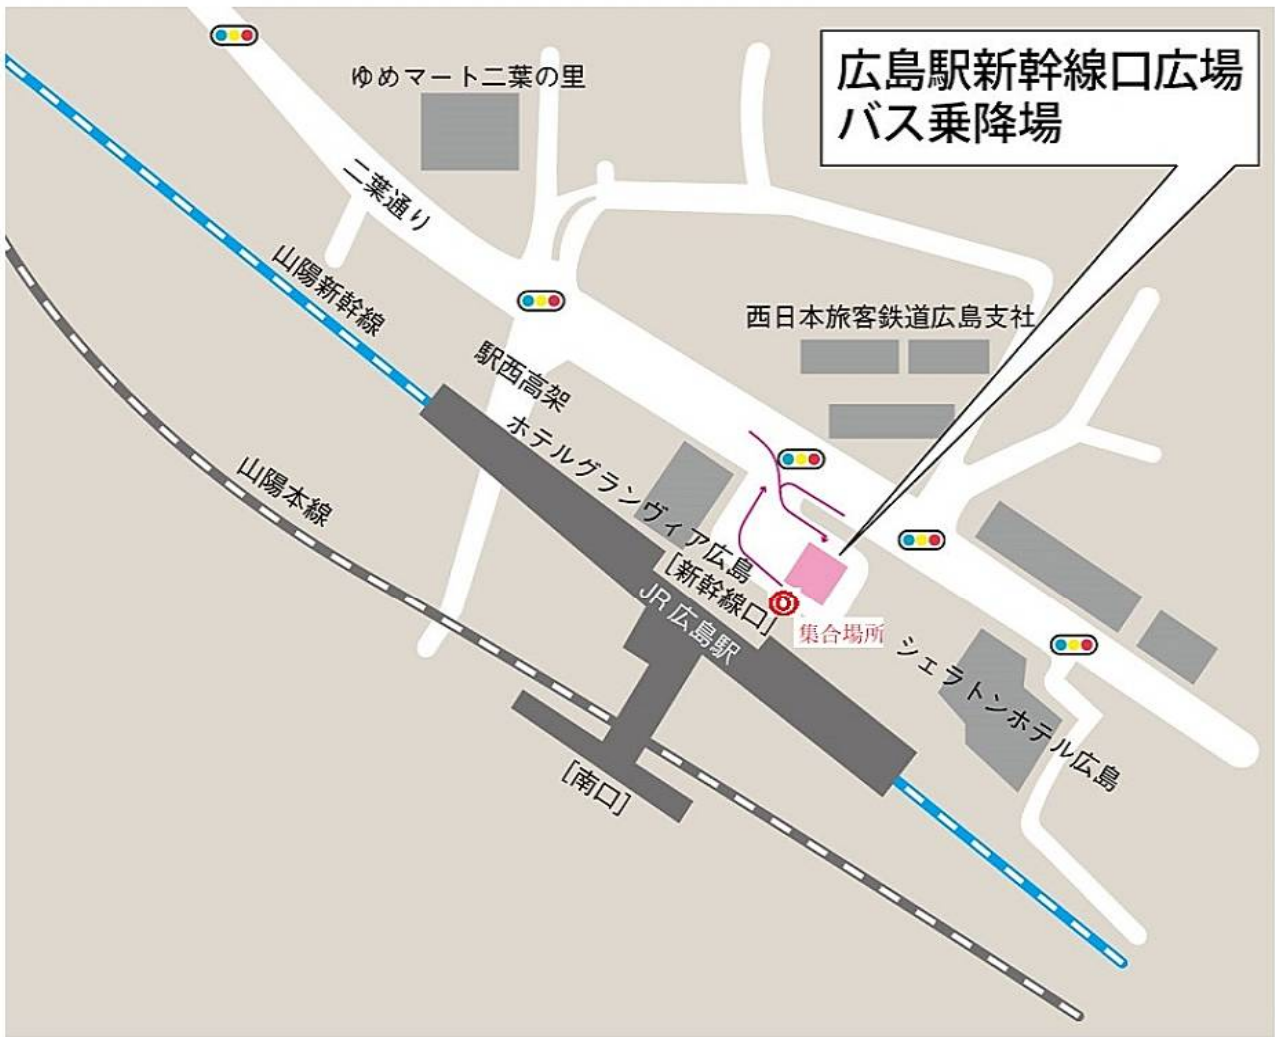 広島駅新幹線口広場
バス乗降場
ゆめマート二葉の里
二葉通り
山陽新幹線
西日本旅客鉄道広島支社
駅西高架
ホテルグランヴィア広島
山陽本線
[新幹線口]
JR広島駅
集合場所
シェラトンホテル広島
[南口]